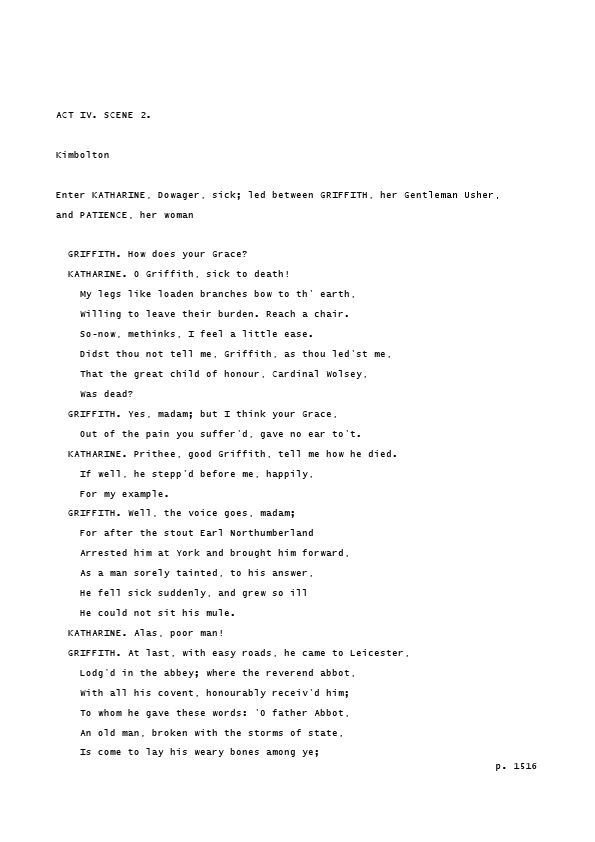 ACT IV. SCENE 2.
Kimbolton
Enter KATHARINE, Dowager, sick; led between GRIFFITH, her Gentleman Usher,
and PATIENCE, her woman
GRIFFITH. How does your Grace?
KATHARINE. O Griffith, sick to death!
My legs like loaden branches bow to th' earth,
Willing to leave their burden. Reach a chair.
So-now, methinks, I feel a little ease.
Didst thou not tell me, Griffith, as thou led'st me,
That the great child of honour, Cardinal Wolsey,
Was dead?
GRIFFITH. Yes, madam; but I think your Grace,
Out of the pain you suffer'd, gave no ear to't.
KATHARINE. Prithee, good Griffith, tell me how he died.
If well, he stepp'd before me, happily,
For my example.
GRIFFITH. Well, the voice goes, madam;
For after the stout Earl Northumberland
Arrested him at York and brought him forward,
As a man sorely tainted, to his answer,
He fell sick suddenly, and grew so ill
He could not sit his mule.
KATHARINE. Alas, poor man!
GRIFFITH. At last, with easy roads, he came to Leicester,
Lodg'd in the abbey; where the reverend abbot,
With all his covent, honourably receiv'd him;
To whom he gave these words: 'O father Abbot,
An old man, broken with the storms of state,
Is come to lay his weary bones among ye;
p. 1516